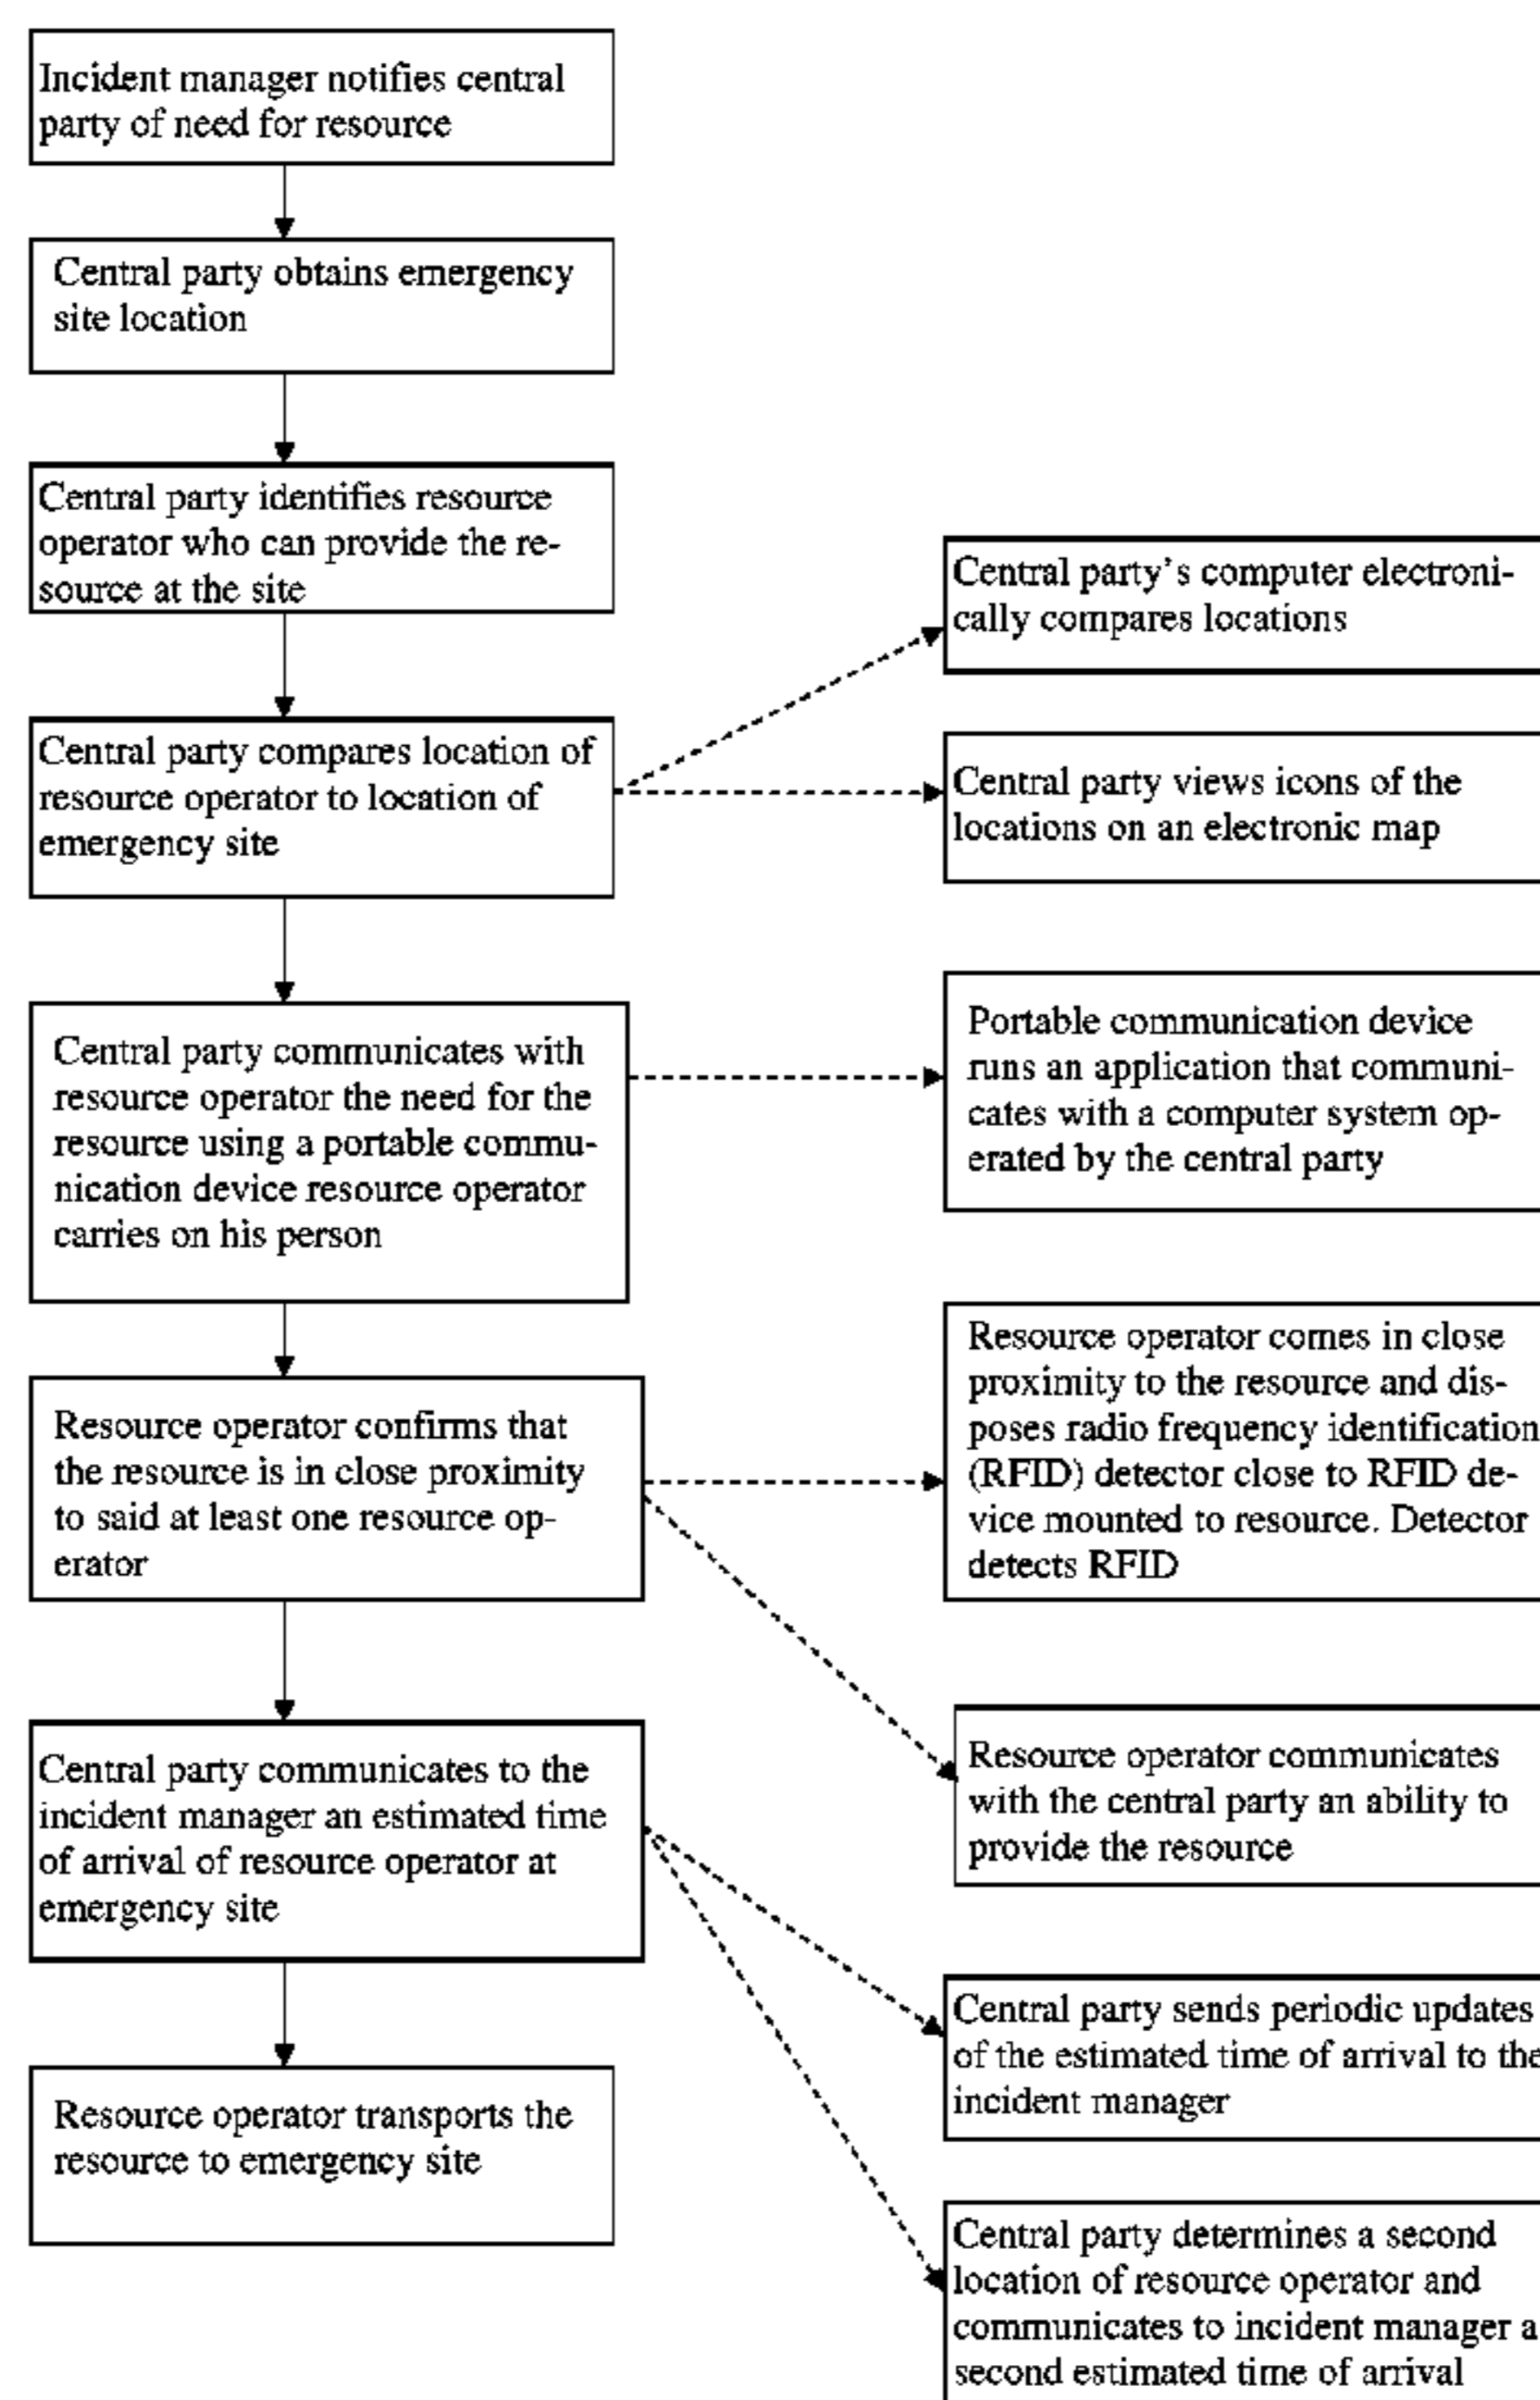 Incident manager notifies central
party of need for resource
Central party obtains emergency
site location
Central party identifies resource
operator who can provide the re-
source at the site
Central party compares location of
resource operator to location of
emergency site
Central party communicates with
resource operator the need for the
resource using a portable commu-
nication device resource operator
carries on his person
Resource operator confirms that
the resource is in close proximity
to said at least one resource op-
erator
Central party communicates to the
incident manager an estimated time
of arrival of resource operator at
emergency site
Resource operator transports the
resource to emergency site
Central party's computer electroni-
cally compares locations
Central party views icons of the
locations on an electronic map
Portable communication device
runs an application that communi-
cates with a computer system op-
erated by the central party
Resource operator comes in close
proximity to the resource and dis-
poses radio frequency identification
(RFID) detector close to RFID de-
vice mounted to resource. Detector
detects RFID
Resource operator communicates
with the central party an ability to
provide the resource
Central party sends periodic updates
of the estimated time of arrival to the
incident manager
Central party determines a second
location of resource operator and
communicates to incident manager a
second estimated time of arrival